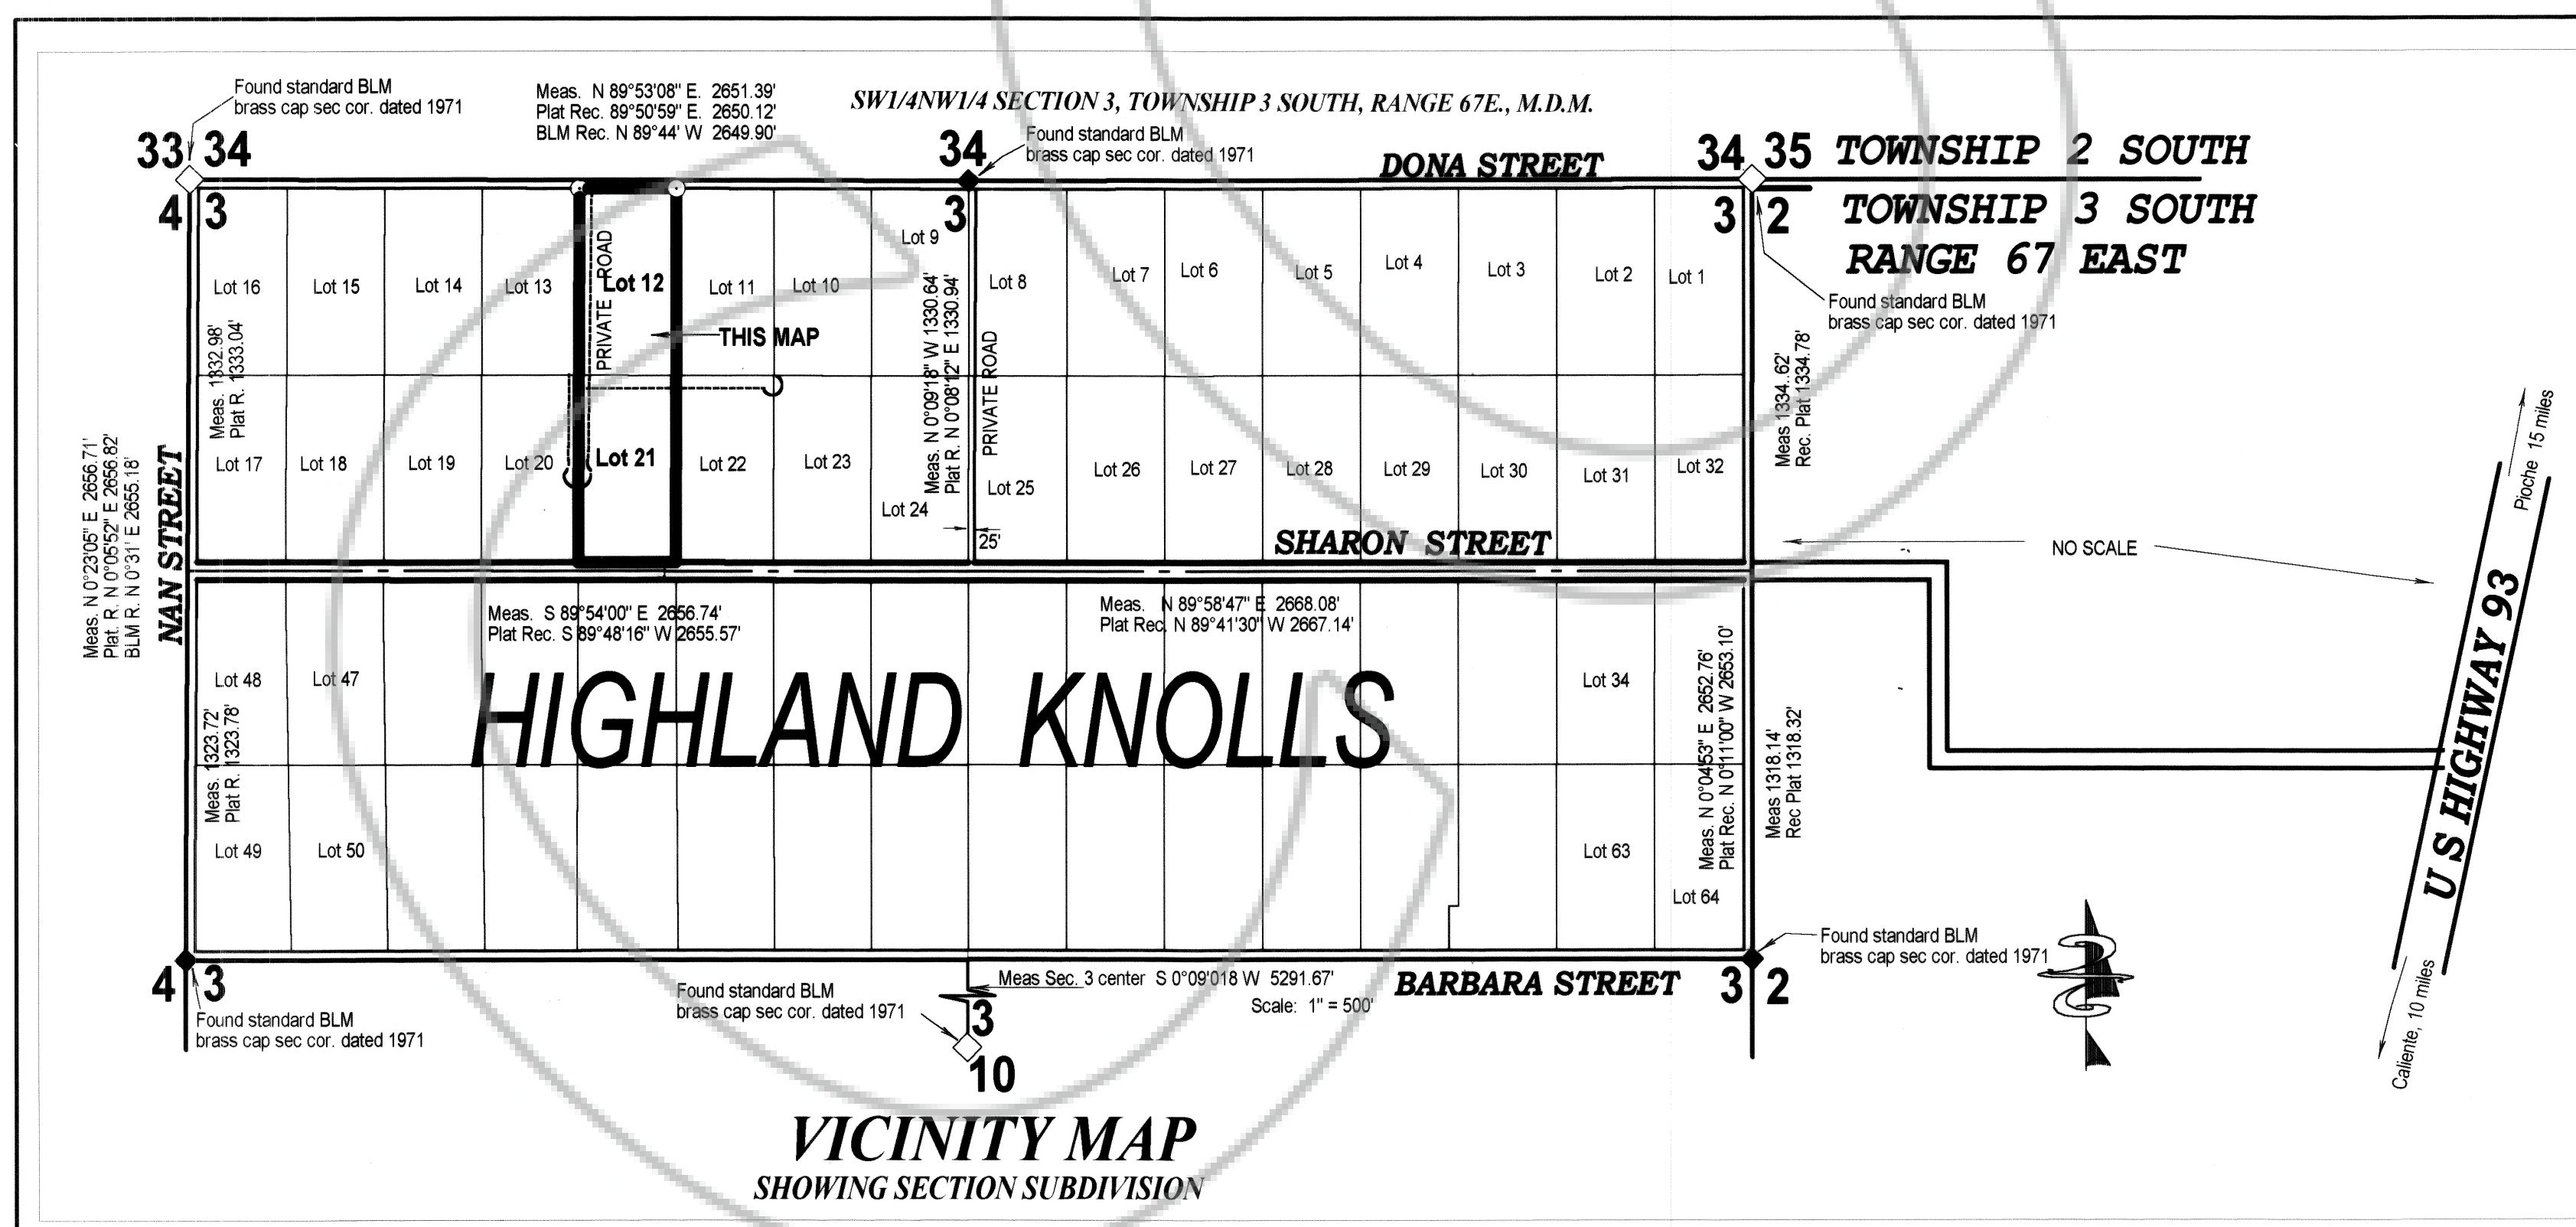 Found standard BLM
brass cap sec cor. dated 1971
Meas. N 89°53'08" E. 2651.39'
Plat Rec. 89°50'59" E. 2650.12'
BLM Rec. N 89°44' W 2649.90'
SW1/4NW1/4 SECTION 3, TOWNSHIP 3 SOUTH, RANGE 67E., M.D.M.
Found standard BLM
brass cap sec cor. dated 1971
33 34
34
DONA STREET
34 35
TOWNSHIP 2 SOUTH
4 3
3
3 2
TOWNSHIP 3 SOUTH
RANGE 67 EAST
Found standard BLM
brass cap sec cor. dated 1971
Lot 16
Lot 15
Lot 14
Lot 13
Lot 12
Lot 11
Lot 10
Lot 9
Lot 8
Lot 7
Lot 6
Lot 5
Lot 4
Lot 3
Lot 2
Lot 1
PRIVATE ROAD
THIS MAP
Meas. 1332.98'
Plat R. 1333.04'
Meas. N 0°09'18" W 1330.64'
Plat R. N 0°08'12" E 1330.94'
PRIVATE ROAD
Meas 1334..62'
Rec. Plat 1334.78'
Meas. N 0°23'05" E 2656.71'
Plat. R. N 0°05'52" E 2656.82'
BLM R. N 0°31' E 2655.18'
NAN STREET
Lot 17
Lot 18
Lot 19
Lot 20
Lot 21
Lot 22
Lot 23
Lot 24
Lot 25
Lot 26
Lot 27
Lot 28
Lot 29
Lot 30
Lot 31
Lot 32
25'
SHARON STREET
NO SCALE
Pioche 15 miles
U S HIGHWAY 93
Caliente, 10 miles
Meas. S 89°54'00" E 2656.74'
Plat Rec. S 89°48'16" W 2655.57'
Meas. N 89°58'47" E 2668.08'
Plat Rec. N 89°41'30" W 2667.14'
Lot 48
Lot 47
Lot 34
HIGHLAND KNOLLS
Meas. 1323.72'
Plat R. 1323.78'
Meas. N 0°04'53" E 2652.76'
Plat Rec. N 0°11'00" W 2653.10'
Meas 1318.14'
Rec Plat 1318.32'
Lot 49
Lot 50
Lot 63
Lot 64
Found standard BLM
brass cap sec cor. dated 1971
4 3
Found standard BLM
brass cap sec cor. dated 1971
Found standard BLM
brass cap sec cor. dated 1971
Meas Sec. 3 center S 0°09'018 W 5291.67'
Scale: 1" = 500'
BARBARA STREET
3 2
3
10
VICINITY MAP
SHOWING SECTION SUBDIVISION